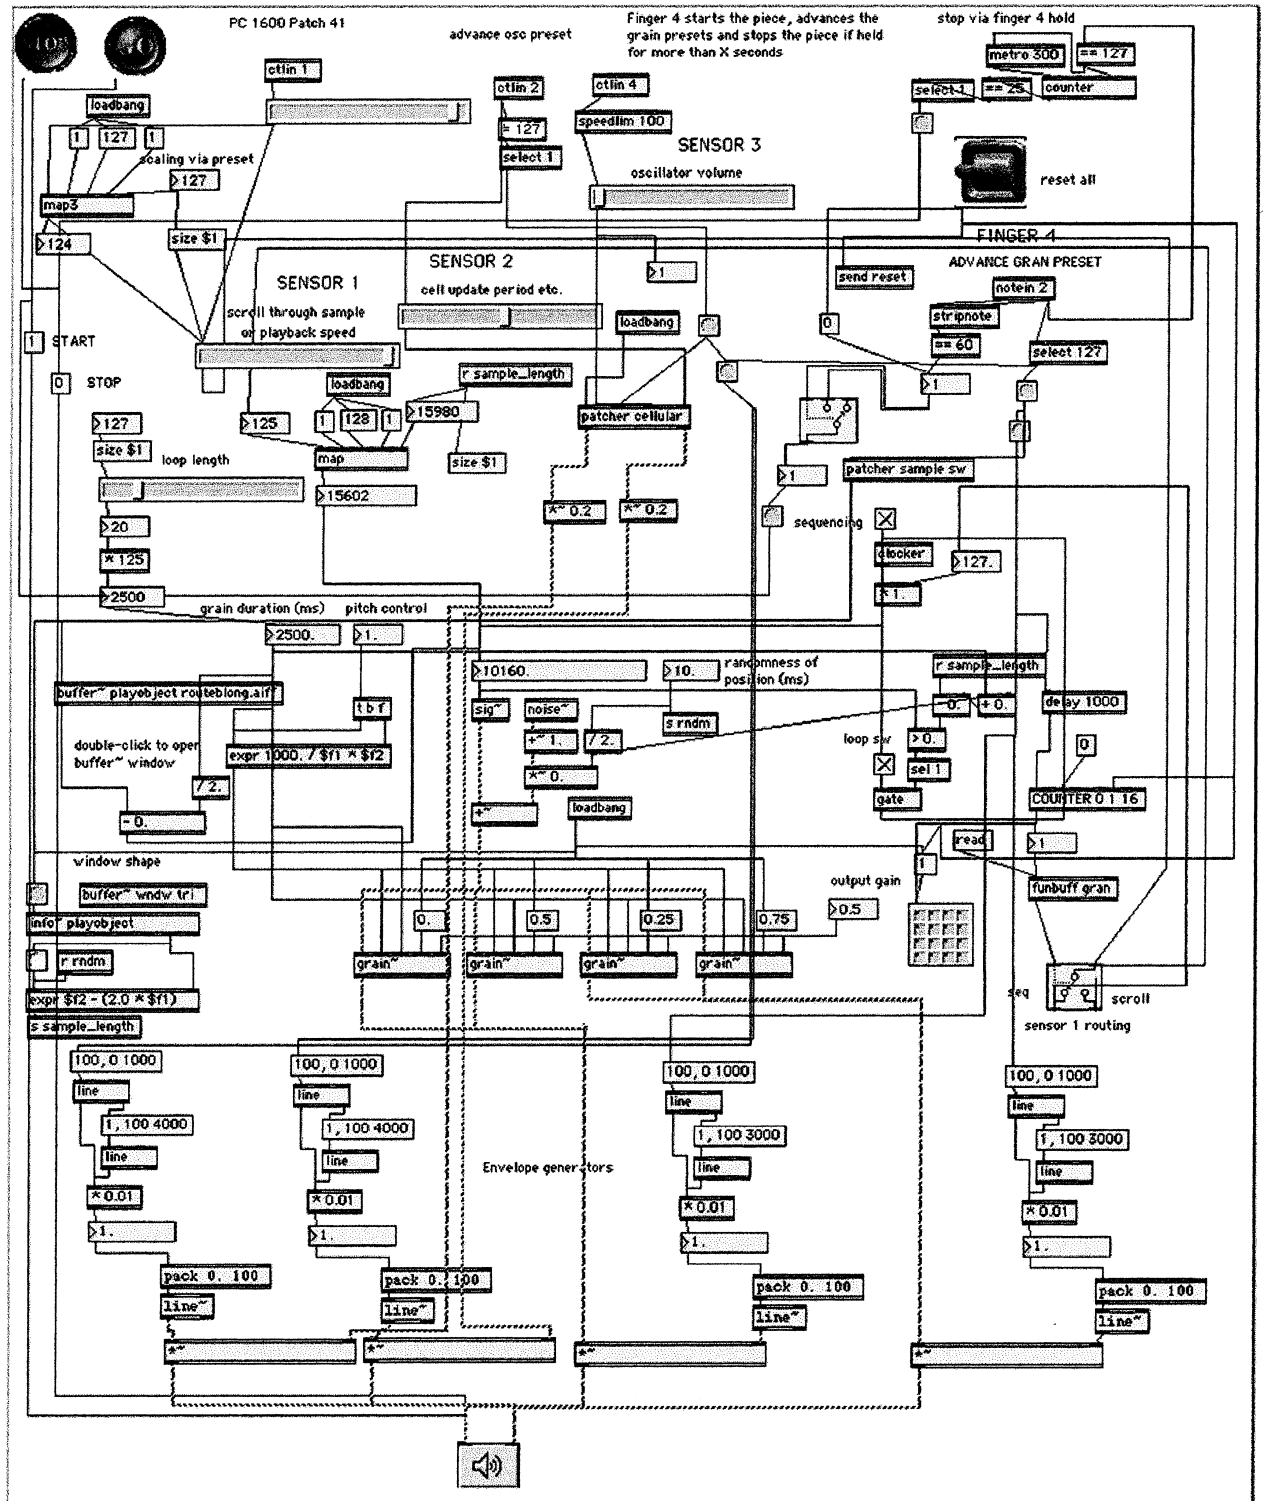 STOP
GO
PC 1600 Patch 41
advance osc preset
Finger 4 starts the piece, advances the
grain presets and stops the piece if held
for more than X seconds
stop via finger 4 hold
metro 300
== 127
select 1
== 25
counter
ctlin 1
ctlin 2
ctlin 4
loadbang
1
127
1
= 127
speedlim 100
select 1
SENSOR 3
scaling via preset
127
oscillator volume
reset all
map3
124
size $1
FINGER 4
SENSOR 2
ADVANCE GRAN PRESET
1
send reset
SENSOR 1
cell update period etc.
notein 2
scroll through sample
or playback speed
loadbang
0
stripnote
1
START
== 60
select 127
0
STOP
loadbang
r sample_length
1
127
125
1
128
1
15980
patcher cellular
size $1
loop length
map
size $1
1
patcher sample sw
15602
20
*~ 0.2
*~ 0.2
sequencing
* 125
clocker
127.
2500
* 1.
grain duration (ms)
pitch control
2500.
1.
10160.
10.
randomness of
position (ms)
r sample_length
buffer~ playobject routeblong.aiff
t b f
sig~
noise~
s rndm
0.
+ 0.
delay 1000
double-click to open
buffer~ window
expr 1000. / $f1 * $f2
+~ 1.
/ 2.
loop sw
> 0.
0
/ 2.
*~ 0.
sel 1
- 0.
+~
loadbang
gate
COUNTER 0 1 16
window shape
read
1
1
buffer~ wndw tri
output gain
funbuff gran
info~ playobject
0.
0.5
0.25
0.75
0.5
r rndm
grain~
grain~
grain~
grain~
expr $f2 - (2.0 * $f1)
seq
scroll
s sample_length
sensor 1 routing
100, 0 1000
100, 0 1000
100, 0 1000
100, 0 1000
line
line
line
line
1, 100 4000
1, 100 4000
1, 100 3000
1, 100 3000
line
line
line
line
Envelope generators
* 0.01
* 0.01
* 0.01
* 0.01
1.
1.
1.
1.
pack 0. 100
pack 0. 100
pack 0. 100
pack 0. 100
line~
line~
line~
line~
*~
*~
*~
*~